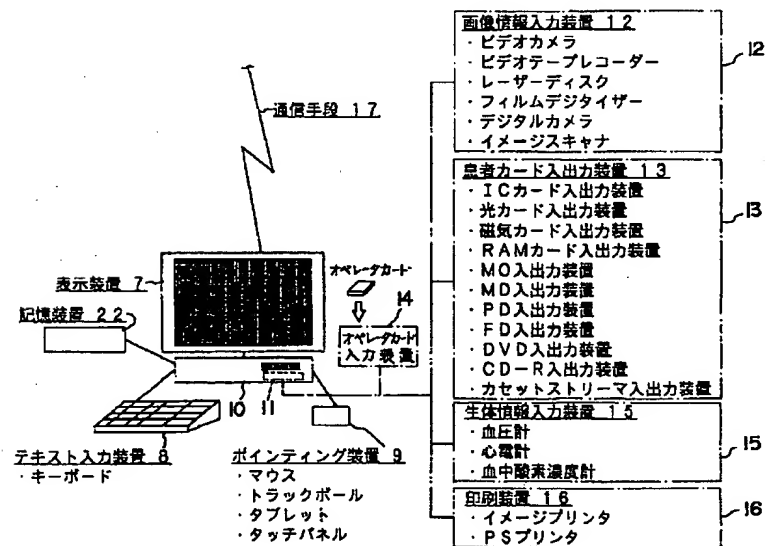 画像情報入力装置 12
・ビデオカメラ
・ビデオテープレコーダー
・レーザーディスク
・フィルムデジタイザー
・デジタルカメラ
・イメージスキャナ
12
通信手段 17
患者カード入出力装置 13
・ICカード入出力装置
・光カード入出力装置
・磁気カード入出力装置
・RAMカード入出力装置
・MO入出力装置
・MD入出力装置
・PD入出力装置
・FD入出力装置
・DVD入出力装置
・CD-R入出力装置
・カセットストリーマ入出力装置
13
表示装置 7
オペレータカード
14
オペレータカード
入力装置
記憶装置 22
10
11
テキスト入力装置 8
・キーボード
ポインティング装置 9
・マウス
・トラックボール
・タブレット
・タッチパネル
生体情報入力装置 15
・血圧計
・心電計
・血中酸素濃度計
15
印刷装置 16
・イメージプリンタ
・PSプリンタ
16